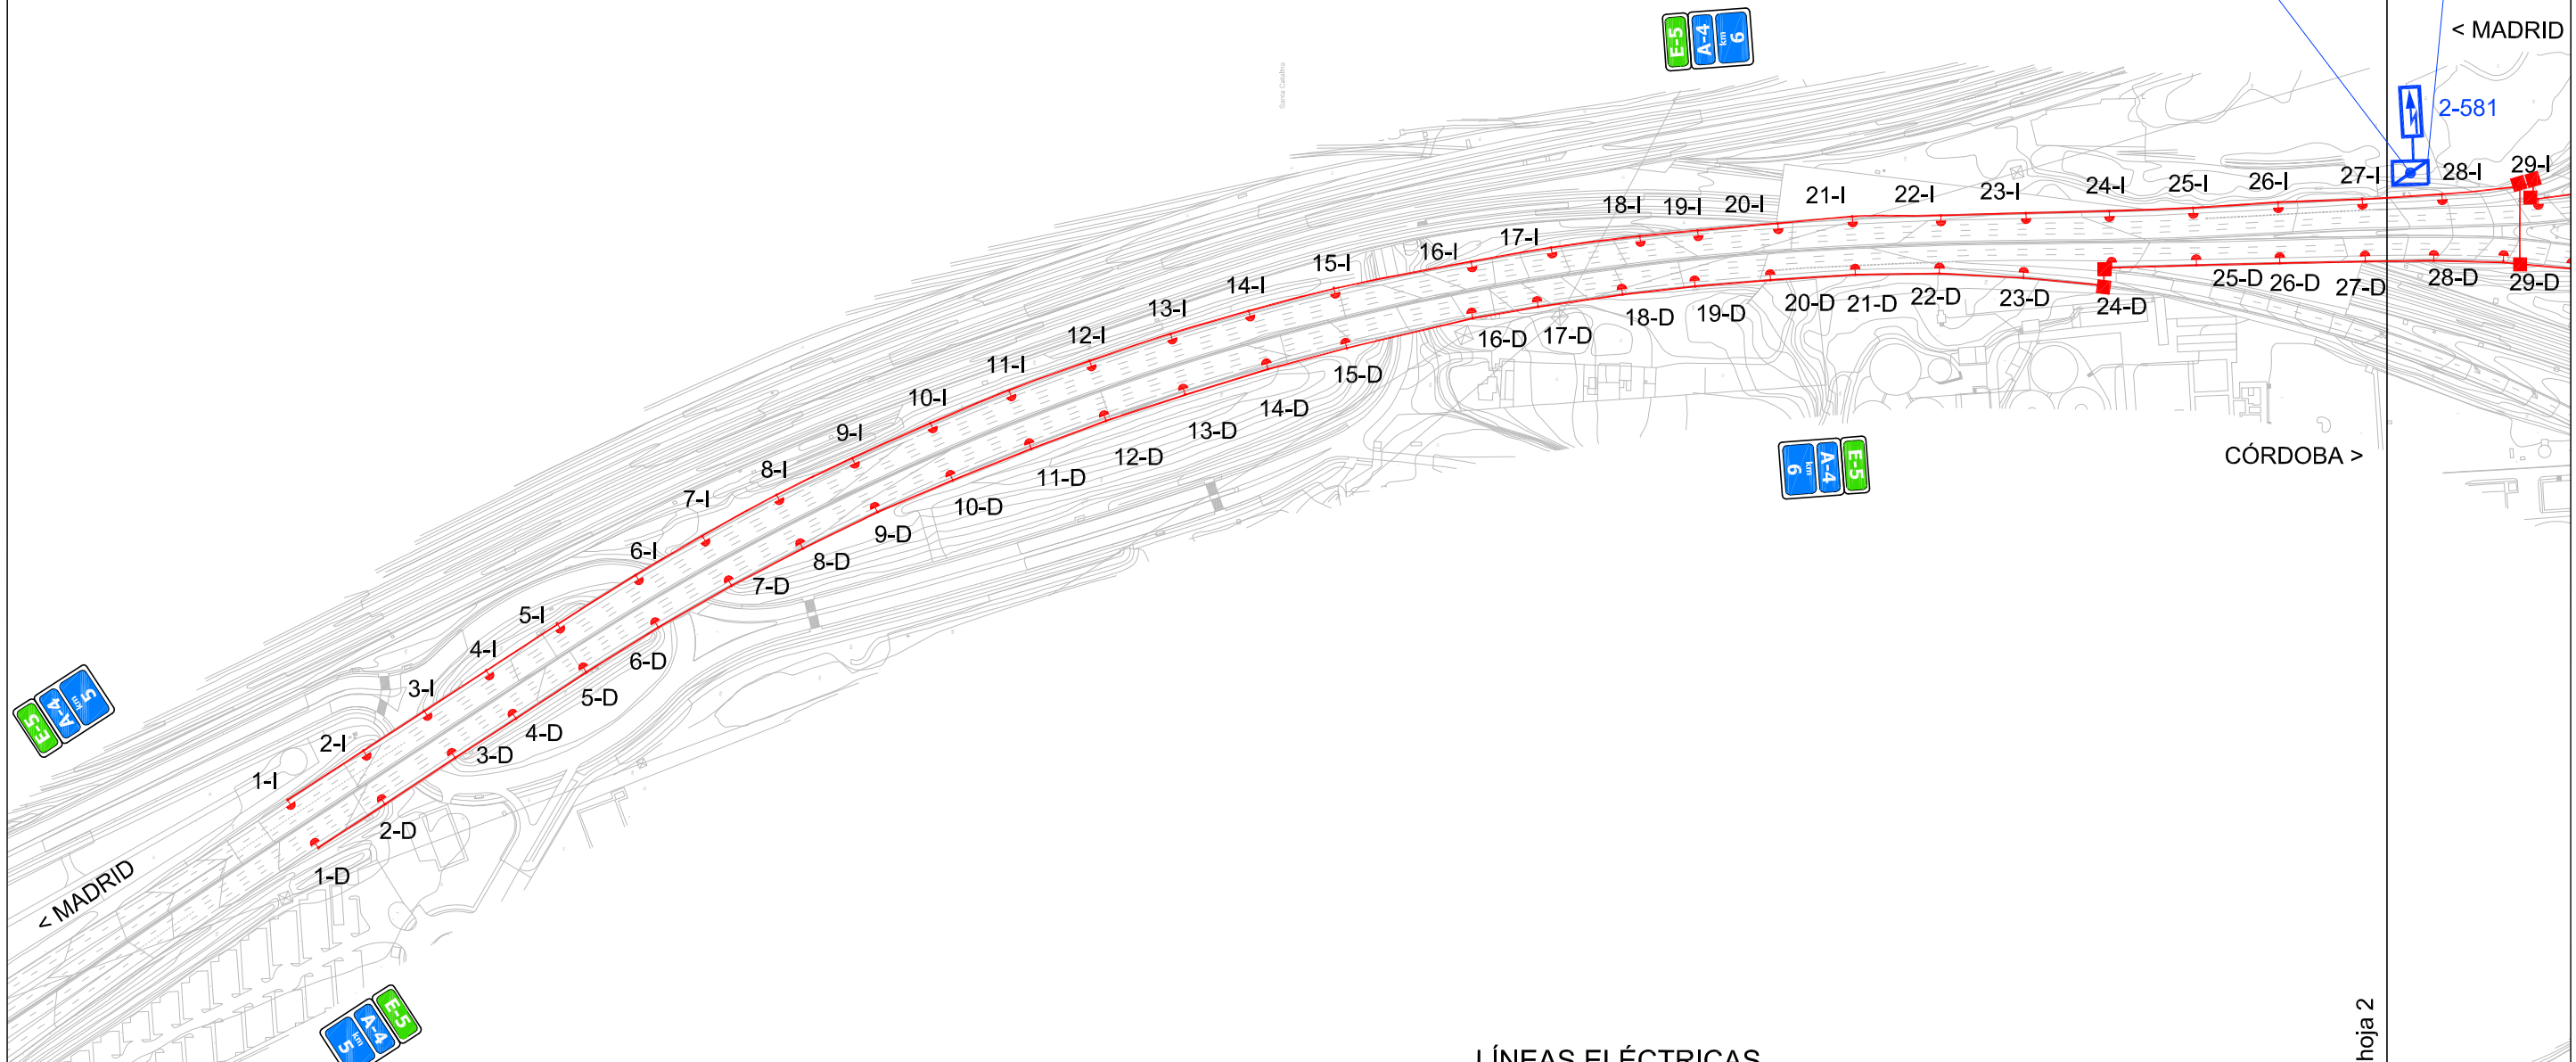 E-5
A-4
km
6
< MADRID
2-581
Santa Catalina
1-I
2-I
3-I
4-I
5-I
6-I
7-I
8-I
9-I
10-I
11-I
12-I
13-I
14-I
15-I
16-I
17-I
18-I
19-I
20-I
21-I
22-I
23-I
24-I
25-I
26-I
27-I
28-I
29-I
1-D
2-D
3-D
4-D
5-D
6-D
7-D
8-D
9-D
10-D
11-D
12-D
13-D
14-D
15-D
16-D
17-D
18-D
19-D
20-D
21-D
22-D
23-D
24-D
25-D
26-D
27-D
28-D
29-D
6
km
A-4
E-5
CÓRDOBA >
E-5
A-4
km
5
< MADRID
5
km
A-4
E-5
LÍNEAS ELÉCTRICAS
hoja 2